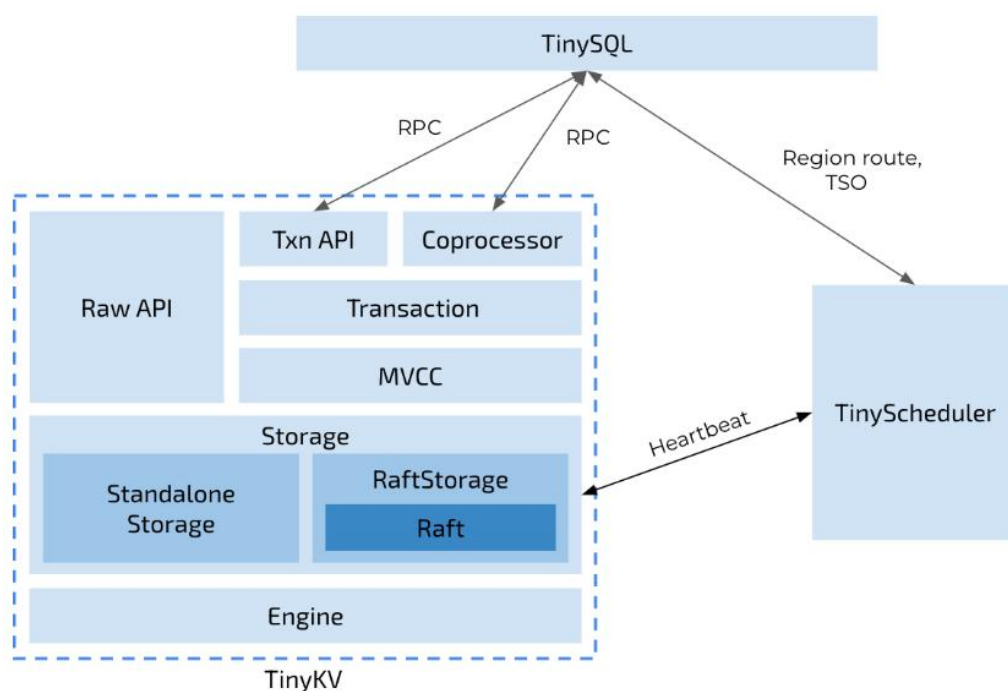 TinySQL
RPC
RPC
Region route,
TSO
Txn API
Coprocessor
Raw API
Transaction
MVCC
TinyScheduler
Heartbeat
Storage
Standalone
Storage
RaftStorage
Raft
Engine
TinyKV